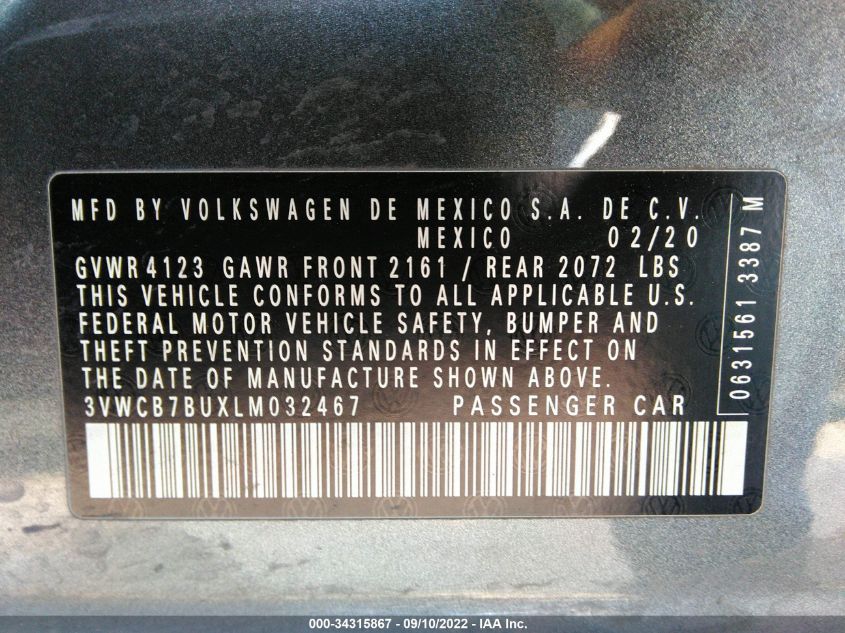 MFD BY VOLKSWAGEN DE MEXICO S.A. DE C.V.
MEXICO 02/20
GVWR 4123 GAWR FRONT 2161 / REAR 2072 LBS
THIS VEHICLE CONFORMS TO ALL APPLICABLE U.S.
FEDERAL MOTOR VEHICLE SAFETY, BUMPER AND
THEFT PREVENTION STANDARDS IN EFFECT ON
THE DATE OF MANUFACTURE SHOWN ABOVE.
3VWCB7BUXLM032467 PASSENGER CAR
0631561 3387 M
000-34315867 / 09/10/2022 - IAA Inc.